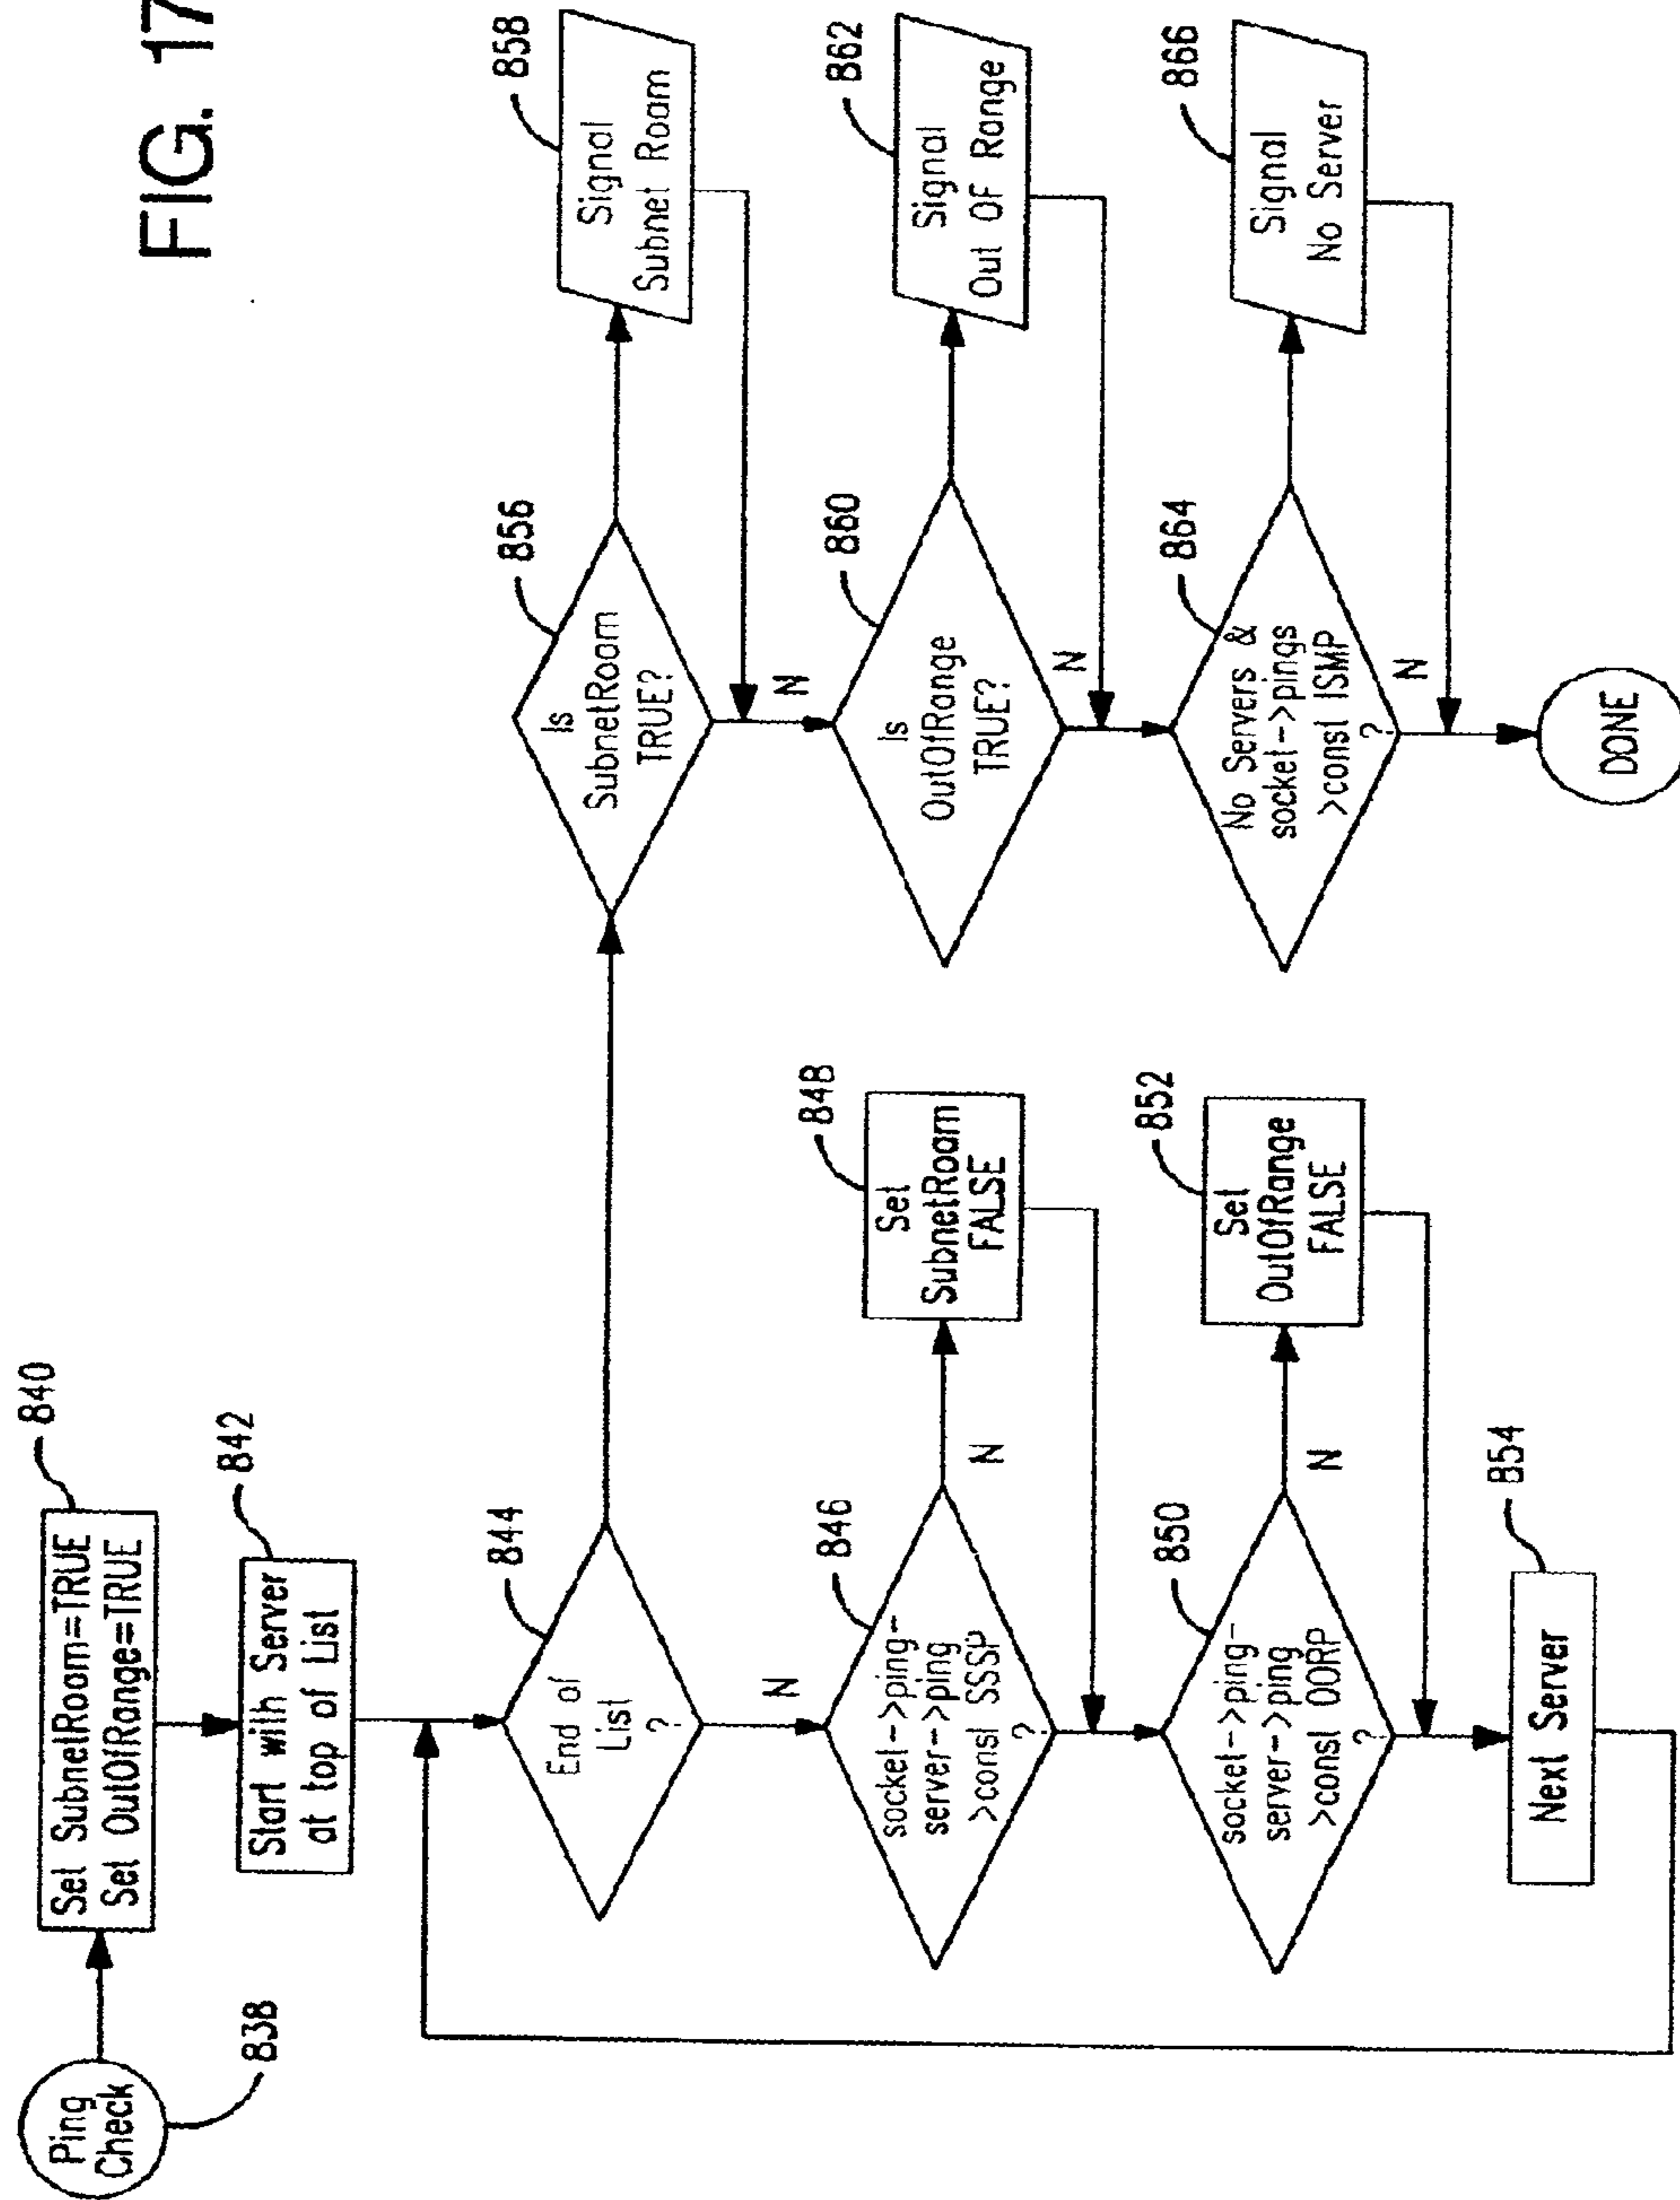 FIG. 17
Ping
Check
838
Set SubnetRoam=TRUE
Set OutOfRange=TRUE
840
Start with Server
at top of List
842
End of
List
?
844
N
socket->ping-
server->ping
>const SSSP
?
846
N
Set
SubnetRoam
FALSE
848
socket->ping-
server->ping
>const OORP
?
850
N
Set
OutOfRange
FALSE
852
Next Server
854
Is
SubnetRoam
TRUE?
856
N
Signal
Subnet Roam
858
Is
OutOfRange
TRUE?
860
N
Signal
Out OF Range
862
No Servers &
socket->pings
>const ISMP
?
864
N
Signal
No Server
866
DONE